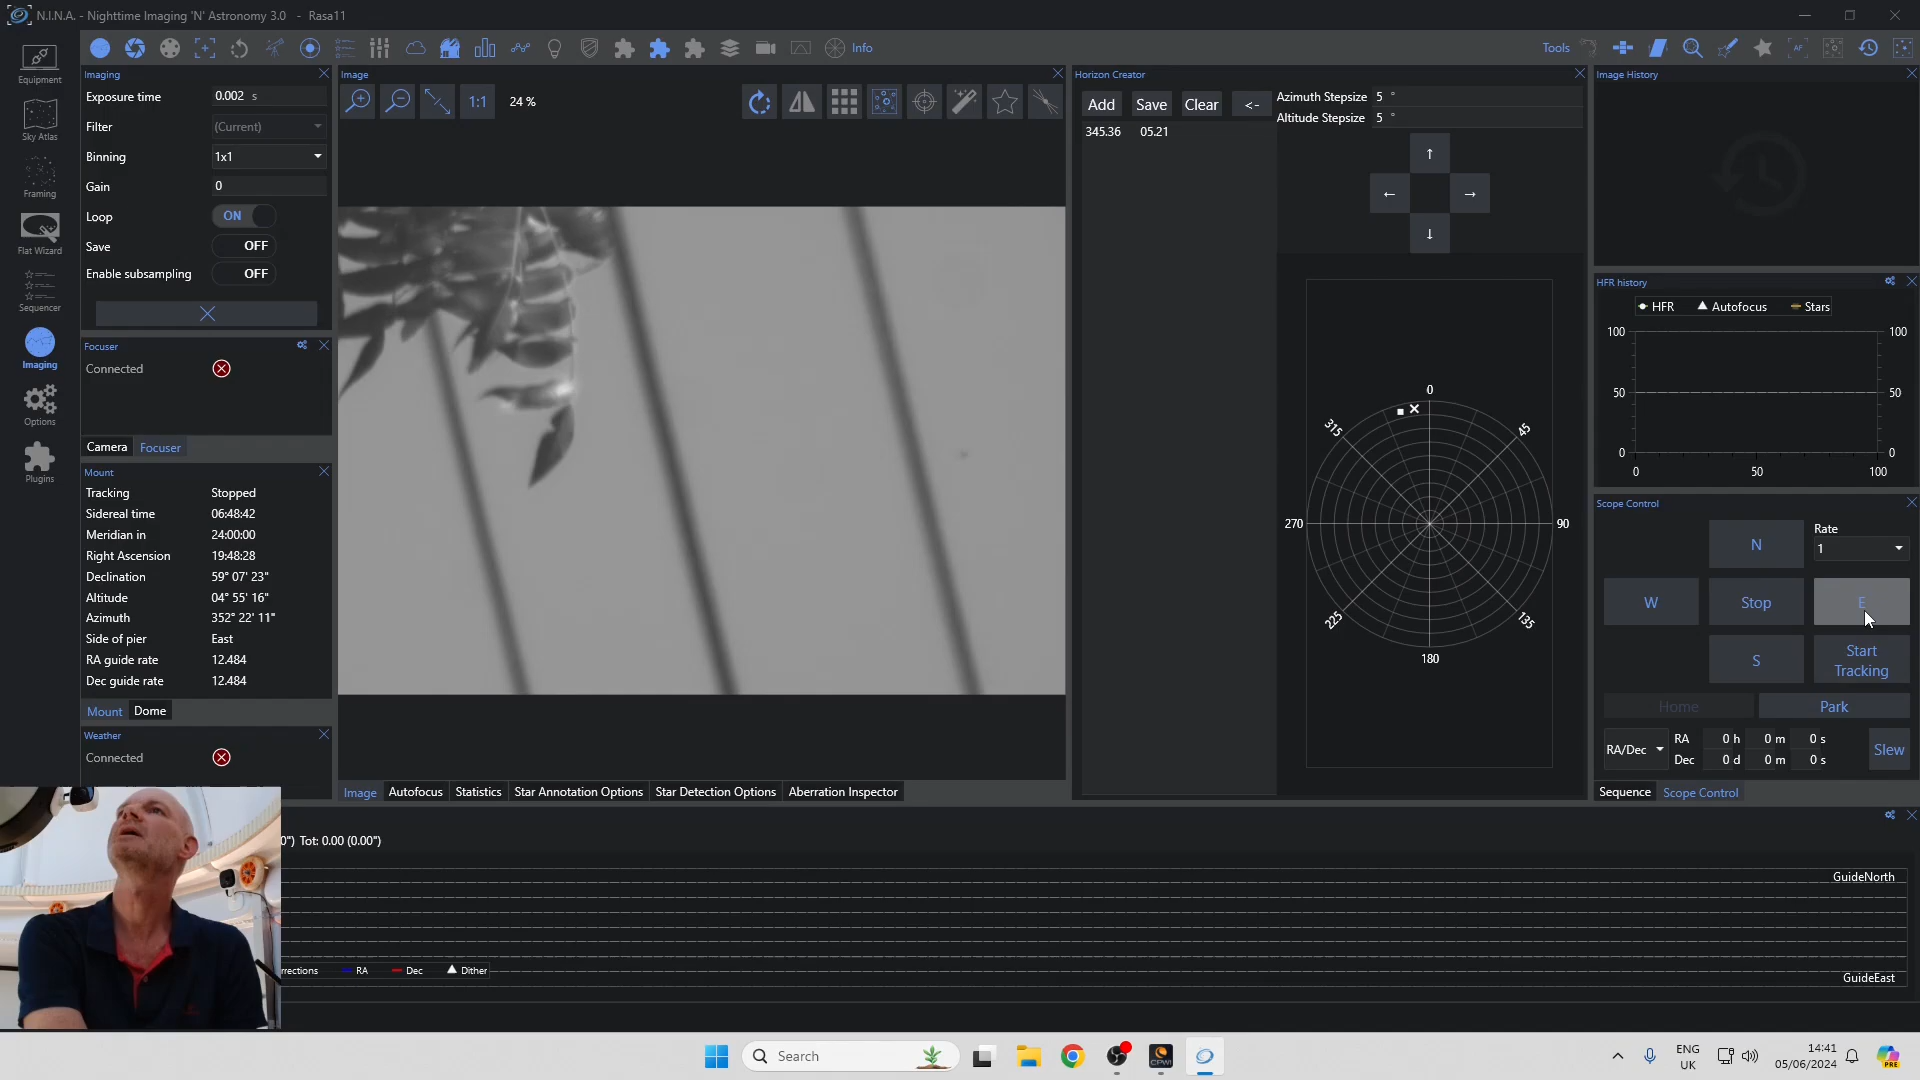 N.I.N.A. - Nighttime Imaging 'N' Astronomy 3.0 - Rasa11
Equipment
Sky Atlas
Framing
Flat Wizard
Sequencer
Imaging
Options
Plugins
Info
Tools
AF
Imaging
Exposure time 0.002 s
Filter (Current)
Binning 1x1
Gain 0
Loop ON
Save OFF
Enable subsampling OFF
Focuser
Connected
Camera Focuser
Mount
Tracking Stopped
Sidereal time 06:48:42
Meridian in 24:00:00
Right Ascension 19:48:28
Declination 59° 07' 23"
Altitude 04° 55' 16"
Azimuth 352° 22' 11"
Side of pier East
RA guide rate 12.484
Dec guide rate 12.484
Mount Dome
Weather
Connected
Image
1:1 24 %
Image Autofocus Statistics Star Annotation Options Star Detection Options Aberration Inspector
Horizon Creator
Add Save Clear <-
Azimuth Stepsize 5 °
Altitude Stepsize 5 °
345.36 05.21
↑
← →
↓
0
315 45
270 90
225 135
180
Image History
HFR history
HFR Autofocus Stars
100 100
50 50
0 0
0 50 100
Scope Control
N Rate
1
W Stop E
S Start
Tracking
Home Park
RA/Dec RA 0 h 0 m 0 s
Dec 0 d 0 m 0 s
Slew
Sequence Scope Control
0") Tot: 0.00 (0.00")
GuideNorth
rrections RA Dec Dither
GuideEast
Search
ENG
UK
14:41
05/06/2024
PRE